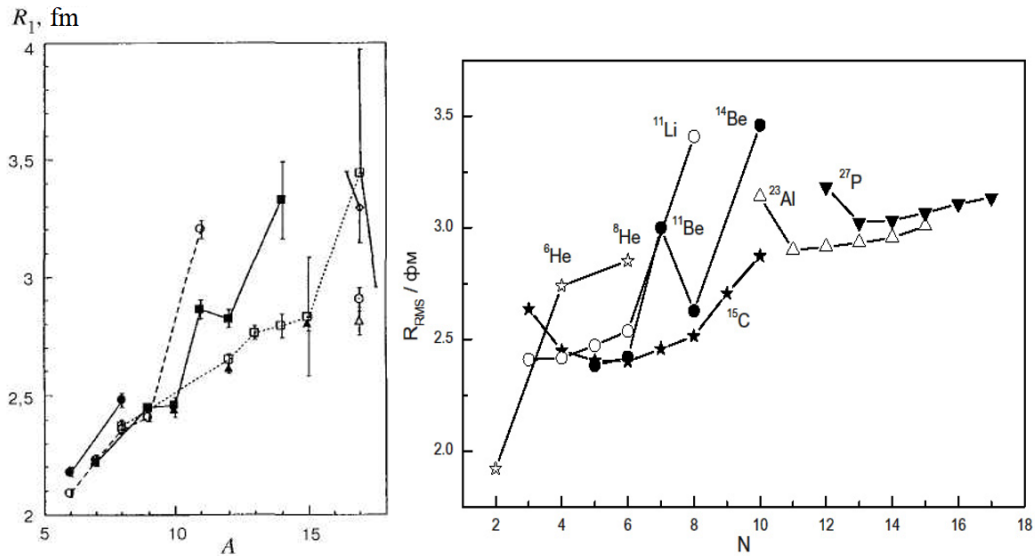 R₁, fm
4
3,5
3
2,5
2
5
10
15
A
R_RMS / фм
3.5
3.0
2.5
2.0
2
4
6
8
10
12
14
16
18
N
⁶He
⁸He
¹¹Li
¹¹Be
¹⁴Be
¹⁵C
²³Al
²⁷P